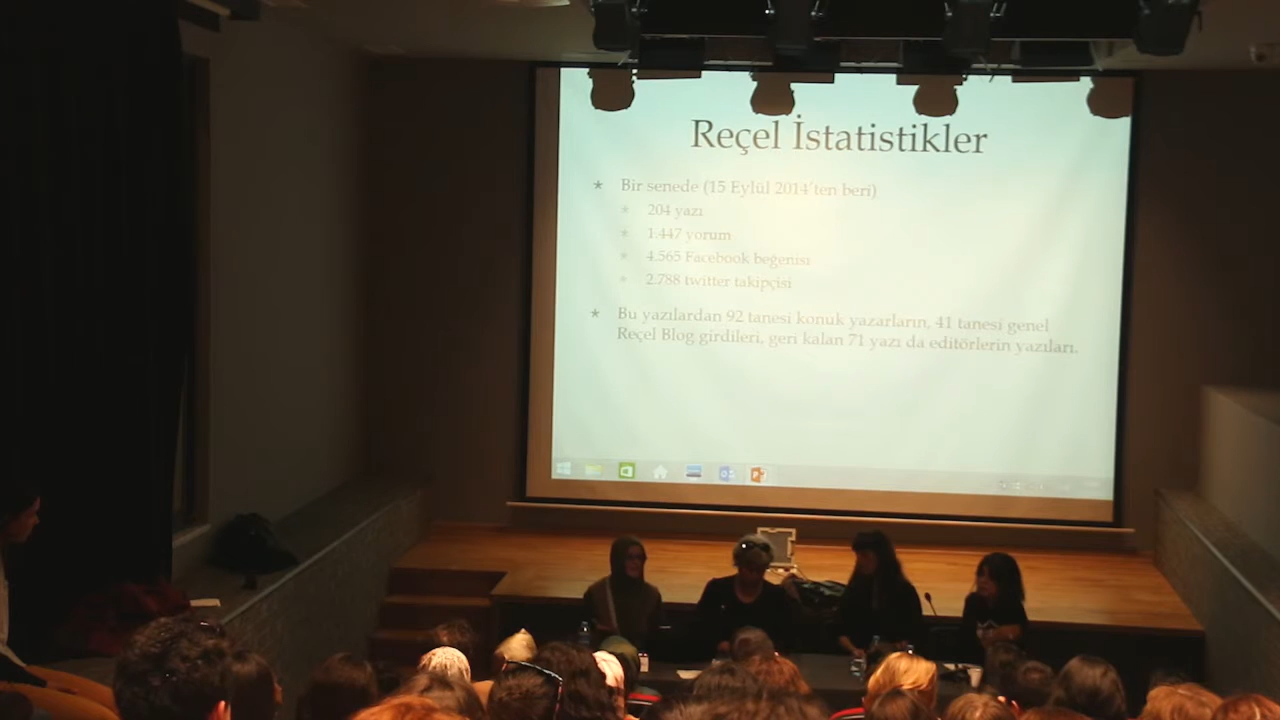 Reçel İstatistikler
Bir senede (15 Eylül 2014'ten beri)
204 yazı
1.447 yorum
4.565 Facebook beğenisi
2.788 twitter takipçisi
Bu yazılardan 92 tanesi konuk yazarların, 41 tanesi genel
Reçel Blog girdileri, geri kalan 71 yazı da editörlerin yazıları.